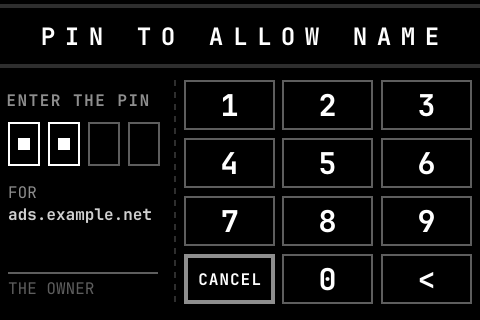 PIN TO ALLOW NAME
ENTER THE PIN
FOR
ads.example.net
THE OWNER
1 2 3
4 5 6
7 8 9
CANCEL 0 <